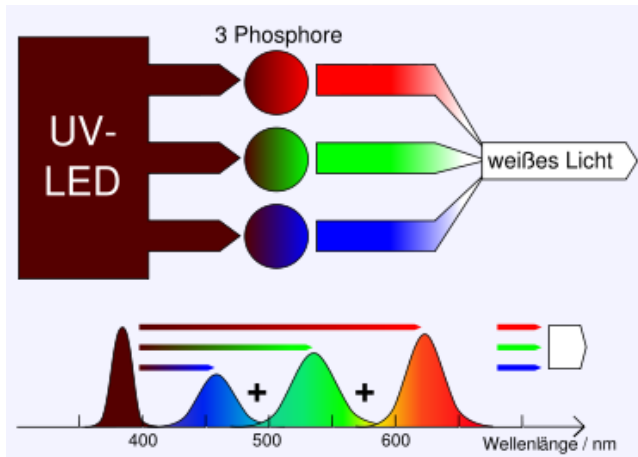 3 Phosphore
UV-
LED
weißes Licht
+ +
400 500 600 Wellenlänge / nm